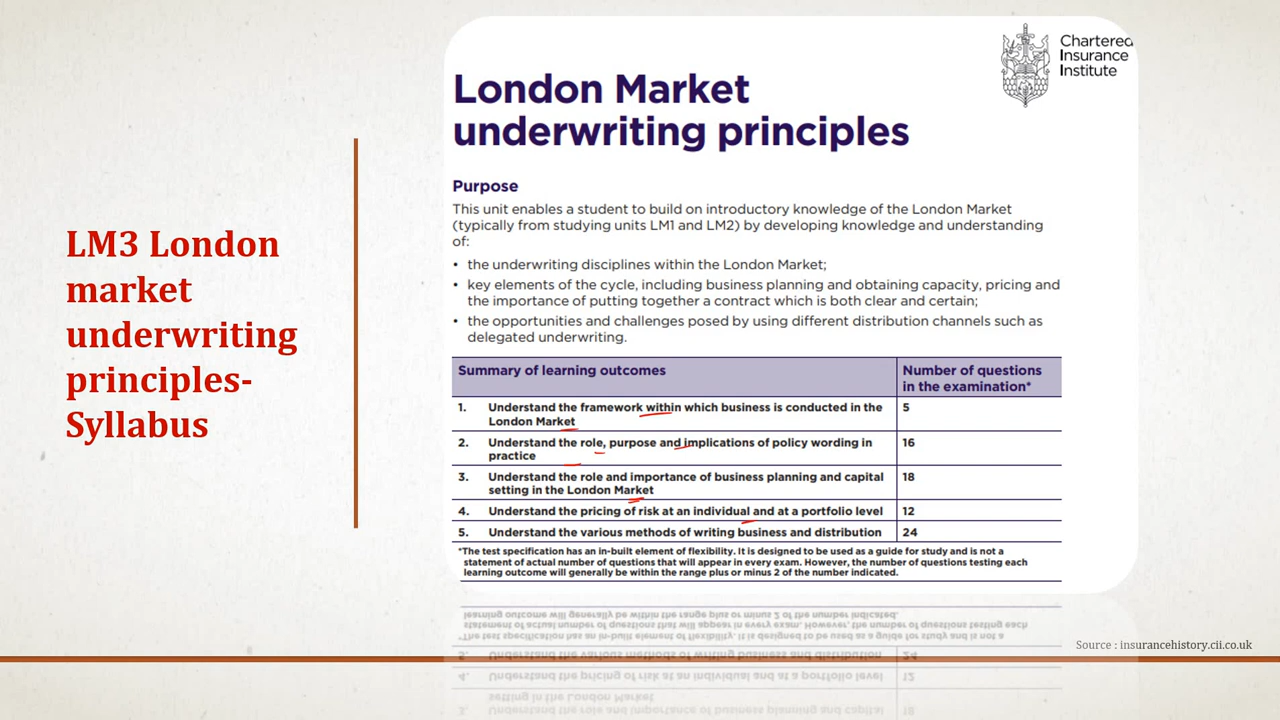 LM3 London
market
underwriting
principles-
Syllabus
Chartered
Insurance
Institute
London Market
underwriting principles
Purpose
This unit enables a student to build on introductory knowledge of the London Market
(typically from studying units LM1 and LM2) by developing knowledge and understanding
of:
• the underwriting disciplines within the London Market;
• key elements of the cycle, including business planning and obtaining capacity, pricing and
the importance of putting together a contract which is both clear and certain;
• the opportunities and challenges posed by using different distribution channels such as
delegated underwriting.
Summary of learning outcomes
Number of questions
in the examination*
1. Understand the framework within which business is conducted in the 5
London Market
2. Understand the role, purpose and implications of policy wording in 16
practice
3. Understand the role and importance of business planning and capital 18
setting in the London Market
4. Understand the pricing of risk at an individual and at a portfolio level 12
5. Understand the various methods of writing business and distribution 24
*The test specification has an in-built element of flexibility. It is designed to be used as a guide for study and is not a
statement of actual number of questions that will appear in every exam. However, the number of questions testing each
learning outcome will generally be within the range plus or minus 2 of the number indicated.
Source : insurancehistory.cii.co.uk